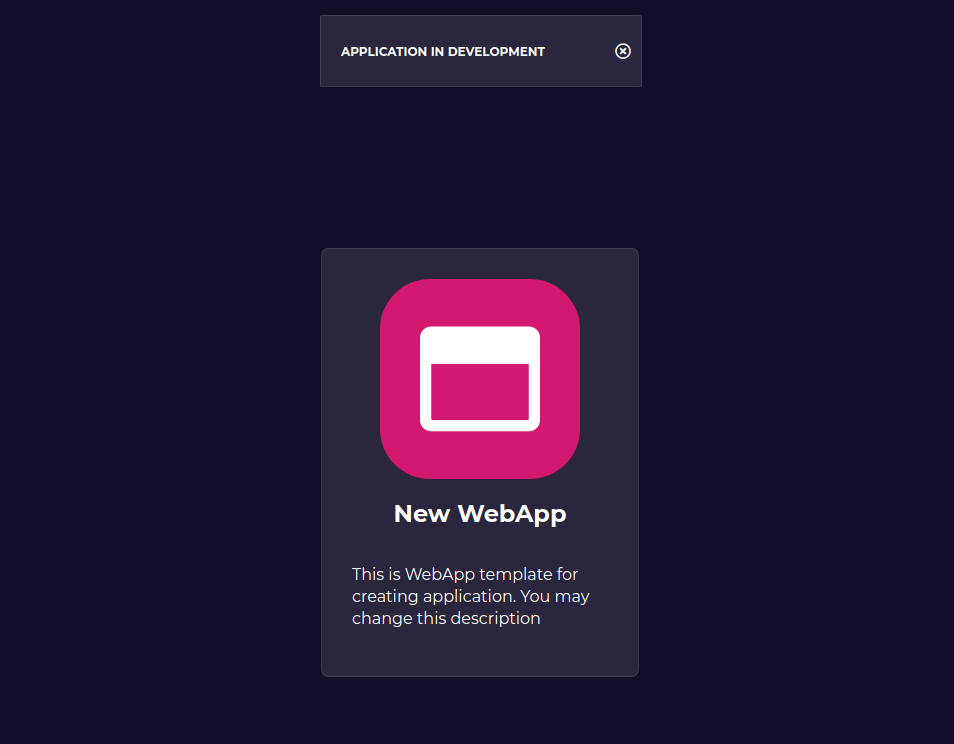 APPLICATION IN DEVELOPMENT
New WebApp
This is WebApp template for
creating application. You may
change this description